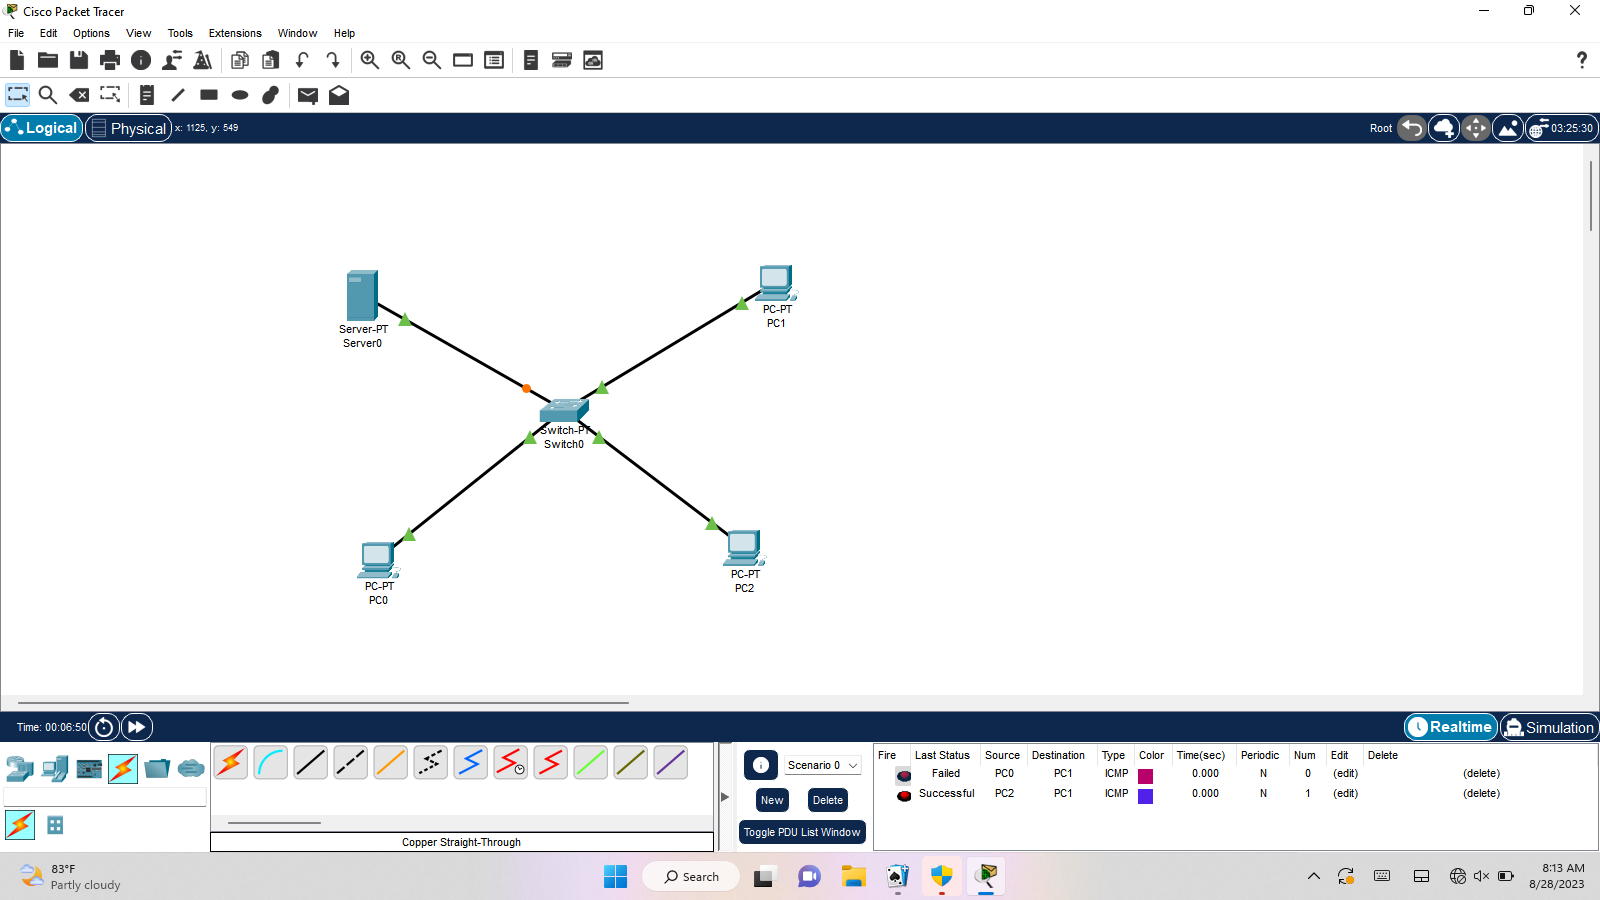 Cisco Packet Tracer
File Edit Options View Tools Extensions Window Help
Logical Physical x: 1125, y: 549 Root 03:25:30
Server-PT
Server0
PC-PT
PC1
Switch-PT
Switch0
PC-PT
PC0
PC-PT
PC2
Time: 00:06:50 Realtime Simulation
Scenario 0
New Delete
Toggle PDU List Window
Copper Straight-Through
Fire Last Status Source Destination Type Color Time(sec) Periodic Num Edit Delete
Failed PC0 PC1 ICMP 0.000 N 0 (edit) (delete)
Successful PC2 PC1 ICMP 0.000 N 1 (edit) (delete)
83°F
Partly cloudy
Search
8:13 AM
8/28/2023